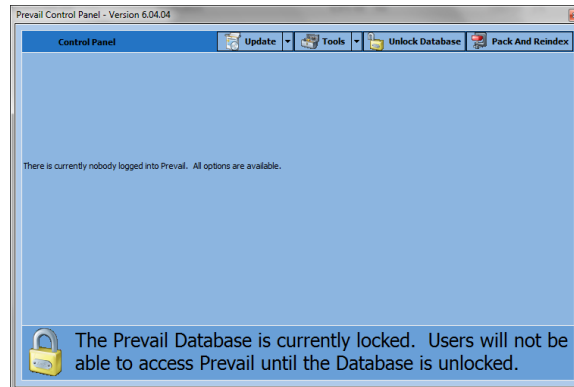 Prevail Control Panel - Version 6.04.04
Control Panel Update Tools Unlock Database Pack And Reindex
There is currently nobody logged into Prevail. All options are available.
The Prevail Database is currently locked. Users will not be
able to access Prevail until the Database is unlocked.